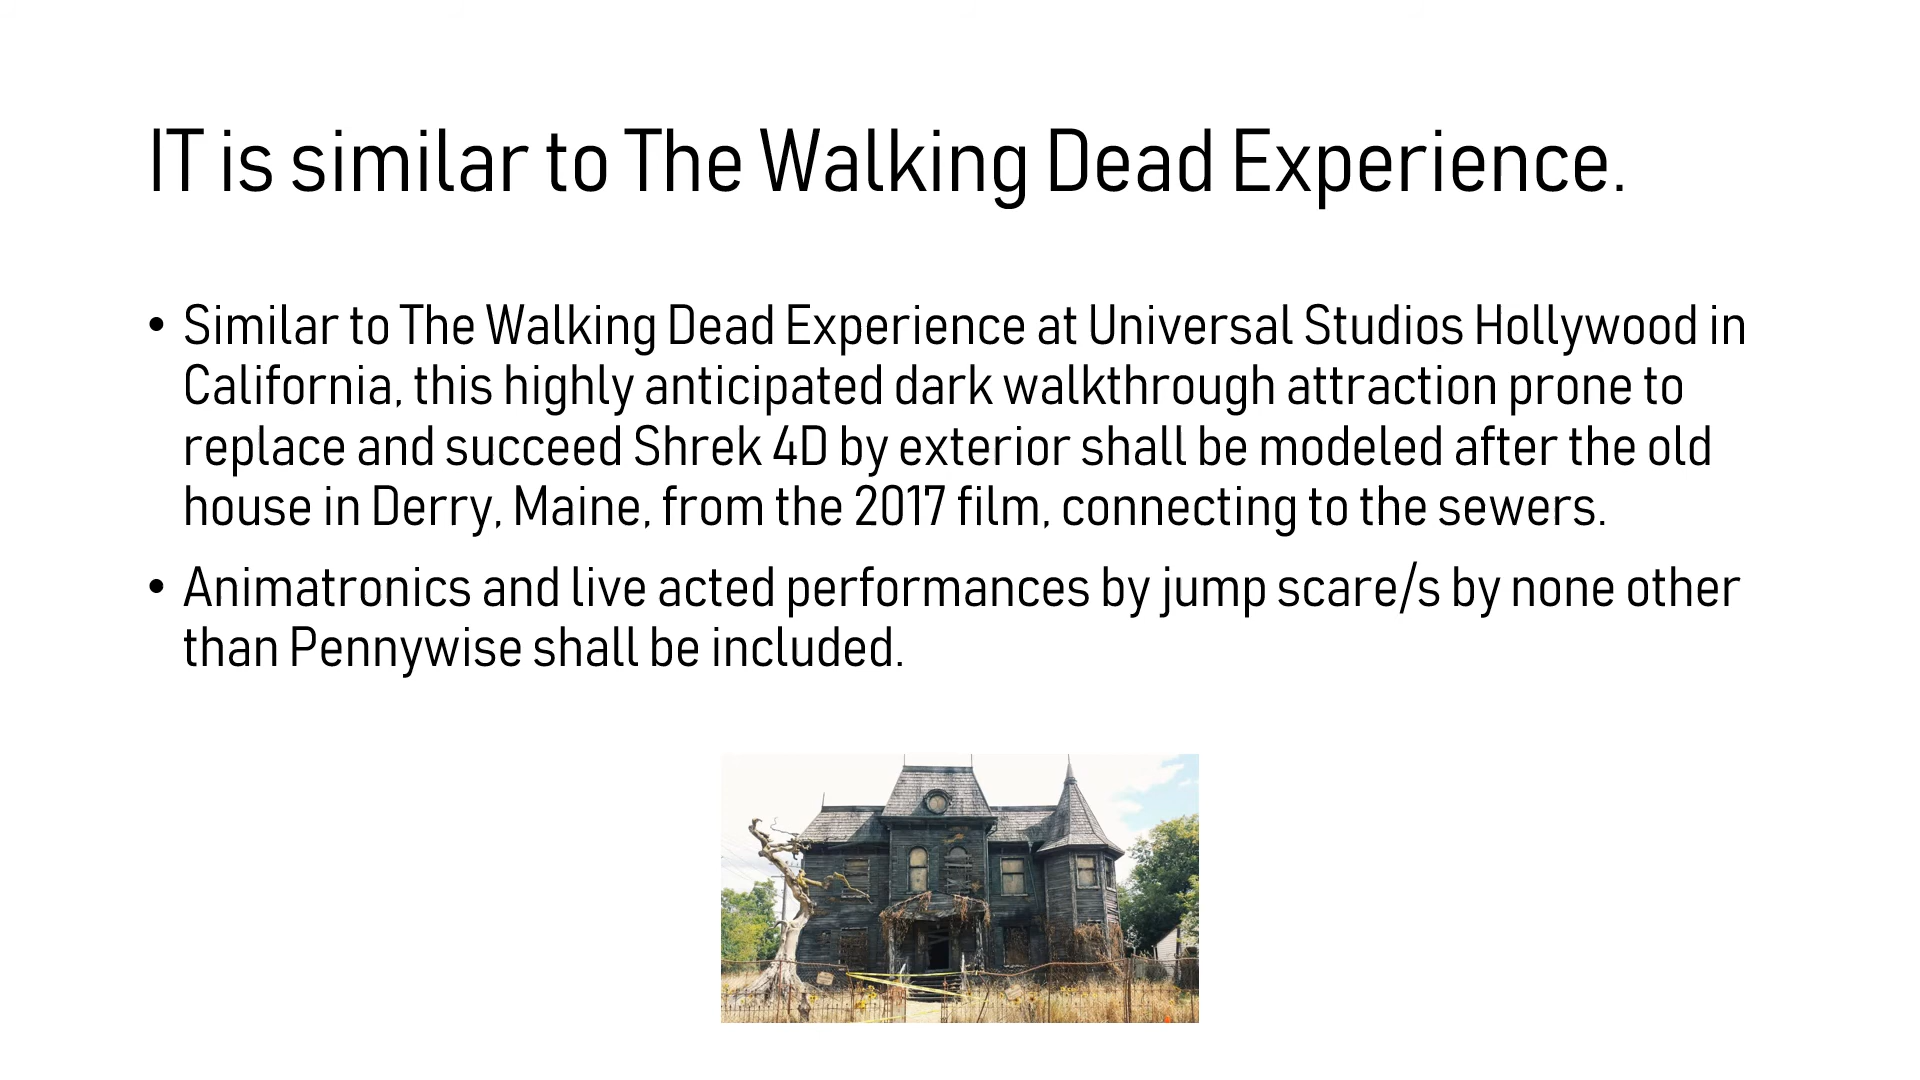 IT is similar to The Walking Dead Experience.
• Similar to The Walking Dead Experience at Universal Studios Hollywood in
California, this highly anticipated dark walkthrough attraction prone to
replace and succeed Shrek 4D by exterior shall be modeled after the old
house in Derry, Maine, from the 2017 film, connecting to the sewers.
• Animatronics and live acted performances by jump scare/s by none other
than Pennywise shall be included.